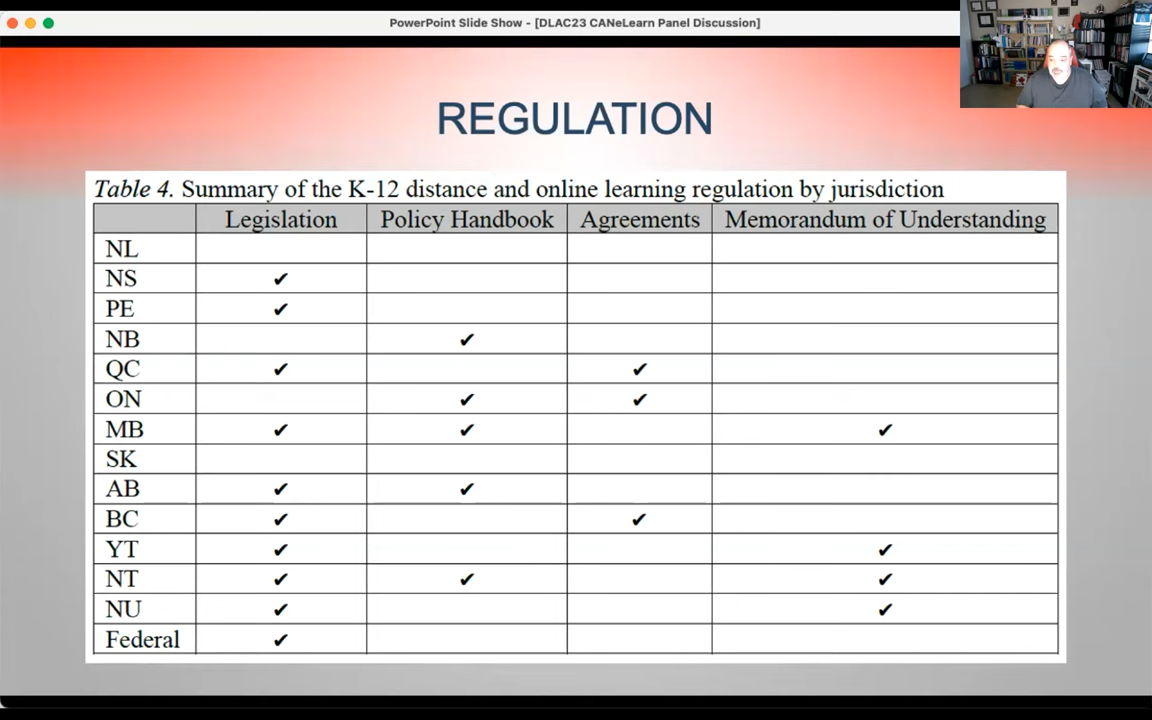 PowerPoint Slide Show - [DLAC23 CANeLearn Panel Discussion]
REGULATION
Table 4. Summary of the K-12 distance and online learning regulation by jurisdiction
Legislation Policy Handbook Agreements Memorandum of Understanding
NL
NS ✔
PE ✔
NB ✔
QC ✔ ✔
ON ✔ ✔
MB ✔ ✔ ✔
SK
AB ✔ ✔
BC ✔ ✔
YT ✔ ✔
NT ✔ ✔ ✔
NU ✔ ✔
Federal ✔